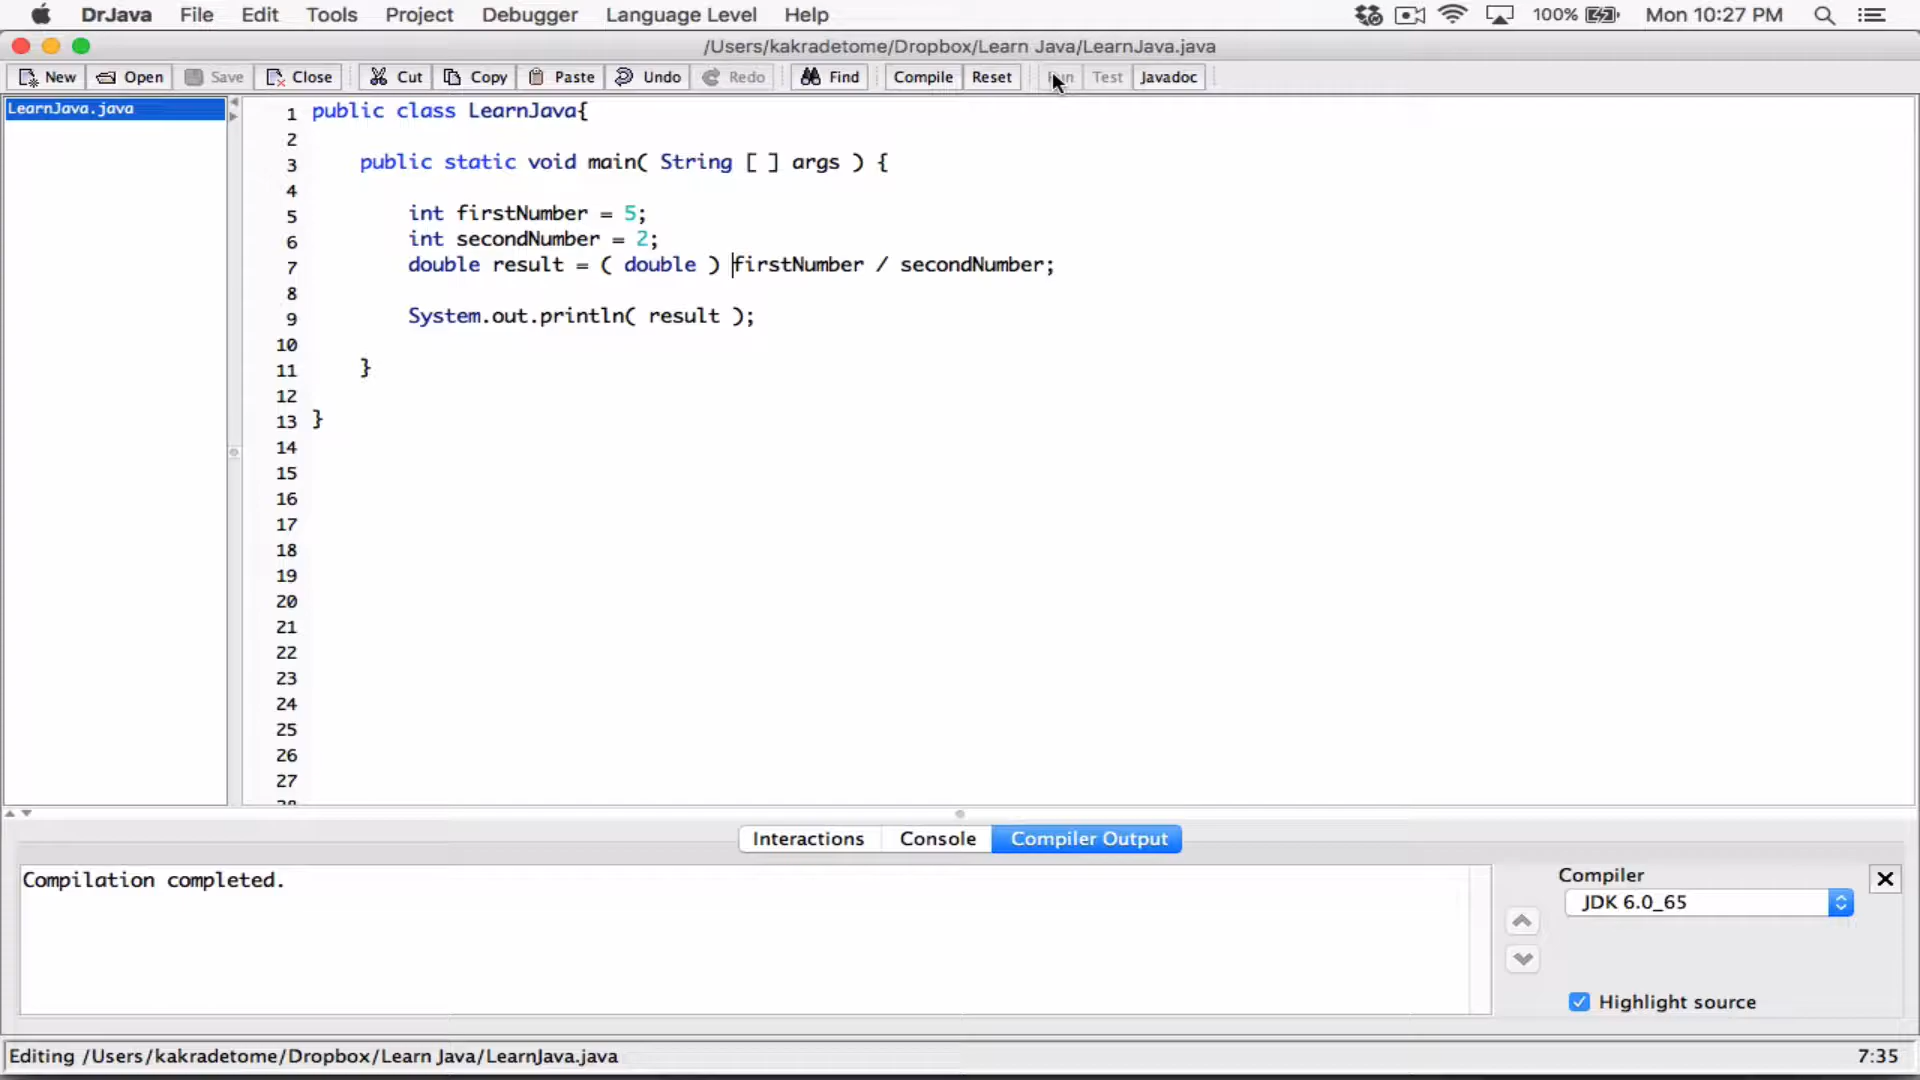 DrJava File Edit Tools Project Debugger Language Level Help 100% Mon 10:27 PM
/Users/kakradetome/Dropbox/Learn Java/LearnJava.java
New Open Save Close Cut Copy Paste Undo Redo Find Compile Reset Run Test Javadoc
LearnJava.java
1 public class LearnJava{
2
3 public static void main( String [ ] args ) {
4
5 int firstNumber = 5;
6 int secondNumber = 2;
7 double result = ( double ) firstNumber / secondNumber;
8
9 System.out.println( result );
10
11 }
12
13 }
14
15
16
17
18
19
20
21
22
23
24
25
26
27
28
Interactions Console Compiler Output
Compilation completed.
Compiler
JDK 6.0_65
Highlight source
Editing /Users/kakradetome/Dropbox/Learn Java/LearnJava.java 7:35